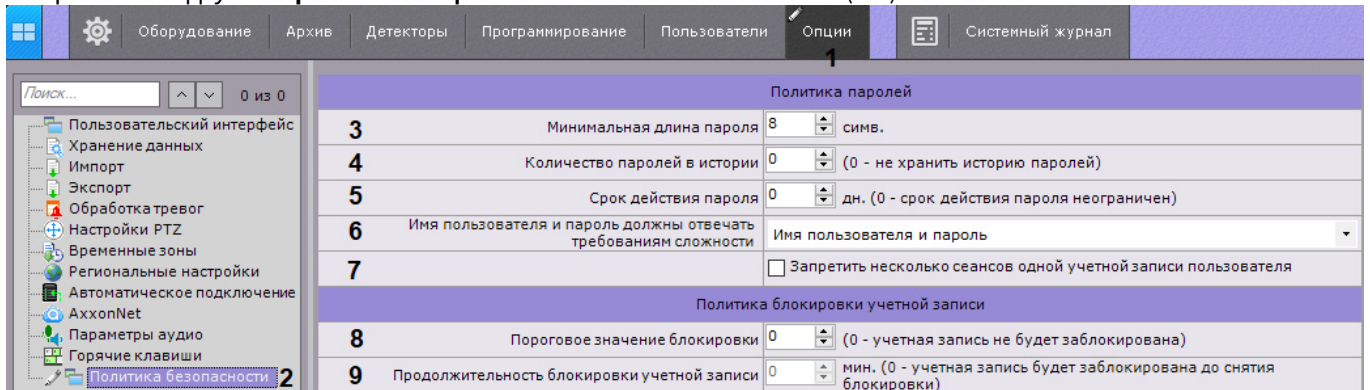 Оборудование Архив Детекторы Программирование Пользователи Опции Системный журнал
1
Поиск... 0 из 0
Пользовательский интерфейс
Хранение данных
Импорт
Экспорт
Обработка тревог
Настройки PTZ
Временные зоны
Региональные настройки
Автоматическое подключение
AxxonNet
Параметры аудио
Горячие клавиши
Политика безопасности 2
Политика паролей
3 Минимальная длина пароля 8 симв.
4 Количество паролей в истории 0 (0 - не хранить историю паролей)
5 Срок действия пароля 0 дн. (0 - срок действия пароля неограничен)
6 Имя пользователя и пароль должны отвечать
требованиям сложности Имя пользователя и пароль
7 Запретить несколько сеансов одной учетной записи пользователя
Политика блокировки учетной записи
8 Пороговое значение блокировки 0 (0 - учетная запись не будет заблокирована)
9 Продолжительность блокировки учетной записи 0 мин. (0 - учетная запись будет заблокирована до снятия
блокировки)